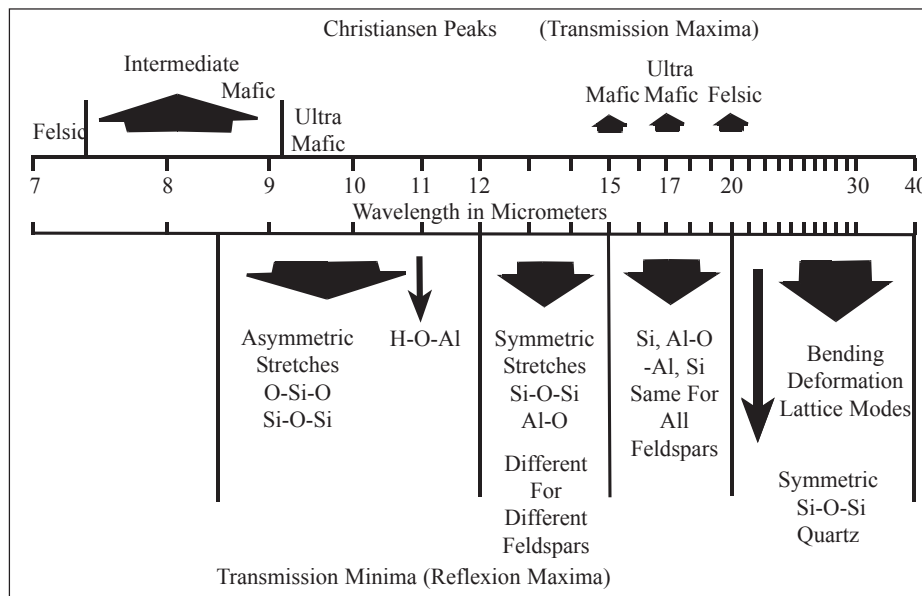 Christiansen Peaks (Transmission Maxima)
Intermediate
Mafic
Felsic
Ultra
Mafic
Mafic
Ultra
Mafic
Felsic
7 8 9 10 11 12 15 17 20 30 40
Wavelength in Micrometers
Asymmetric
Stretches
O-Si-O
Si-O-Si
H-O-Al
Symmetric
Stretches
Si-O-Si
Al-O
Different
For
Different
Feldspars
Si, Al-O
-Al, Si
Same For
All
Feldspars
Bending
Deformation
Lattice Modes
Symmetric
Si-O-Si
Quartz
Transmission Minima (Reflexion Maxima)